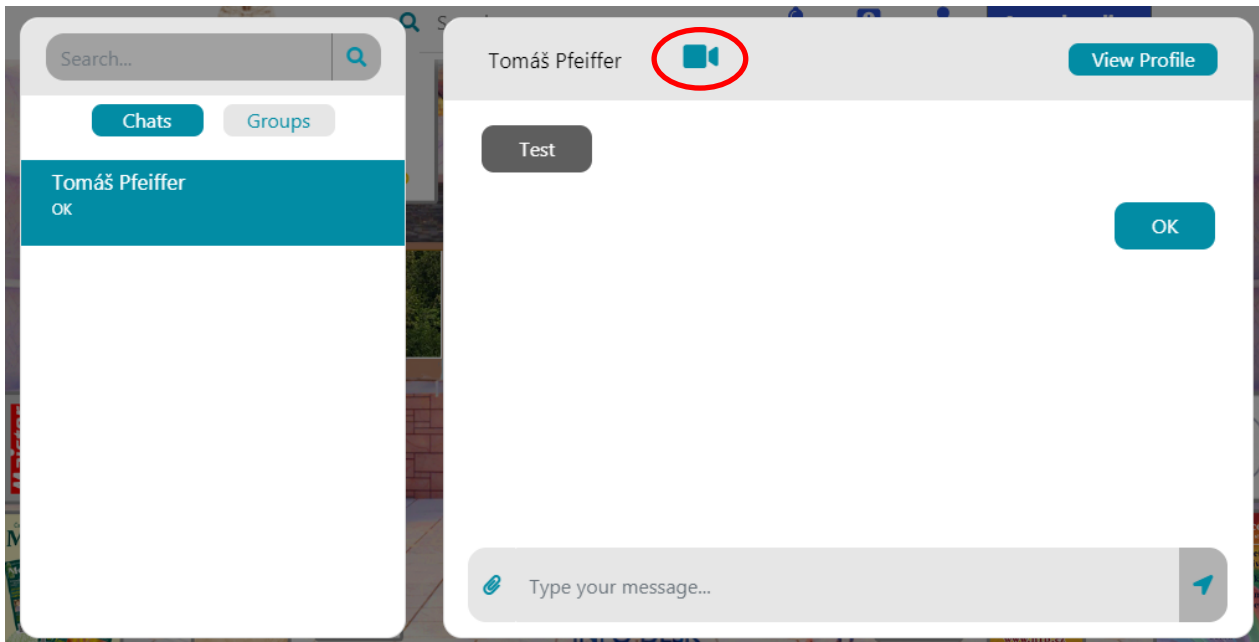 Search...
Chats
Groups
Tomáš Pfeiffer
OK
Tomáš Pfeiffer
View Profile
Test
OK
Type your message...